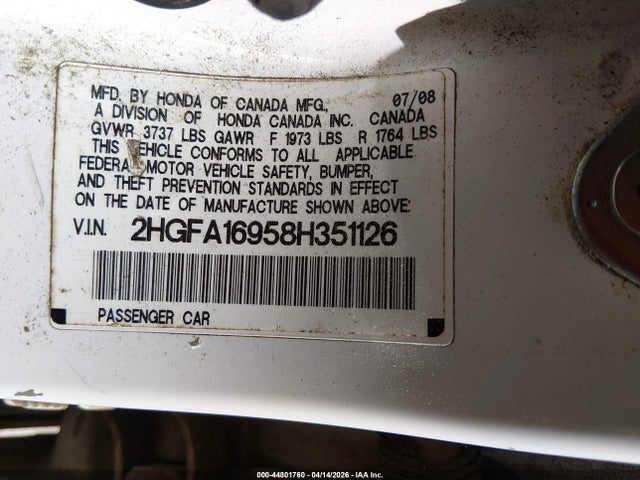 MFD. BY HONDA OF CANADA MFG., 07/08
A DIVISION OF HONDA CANADA INC. CANADA
GVWR 3737 LBS GAWR F 1973 LBS R 1764 LBS
THIS VEHICLE CONFORMS TO ALL APPLICABLE
FEDERAL MOTOR VEHICLE SAFETY, BUMPER,
AND THEFT PREVENTION STANDARDS IN EFFECT
ON THE DATE OF MANUFACTURE SHOWN ABOVE:
V.I.N. 2HGFA16958H351126
PASSENGER CAR
000-44801760 - 04/14/2026 - IAA Inc.